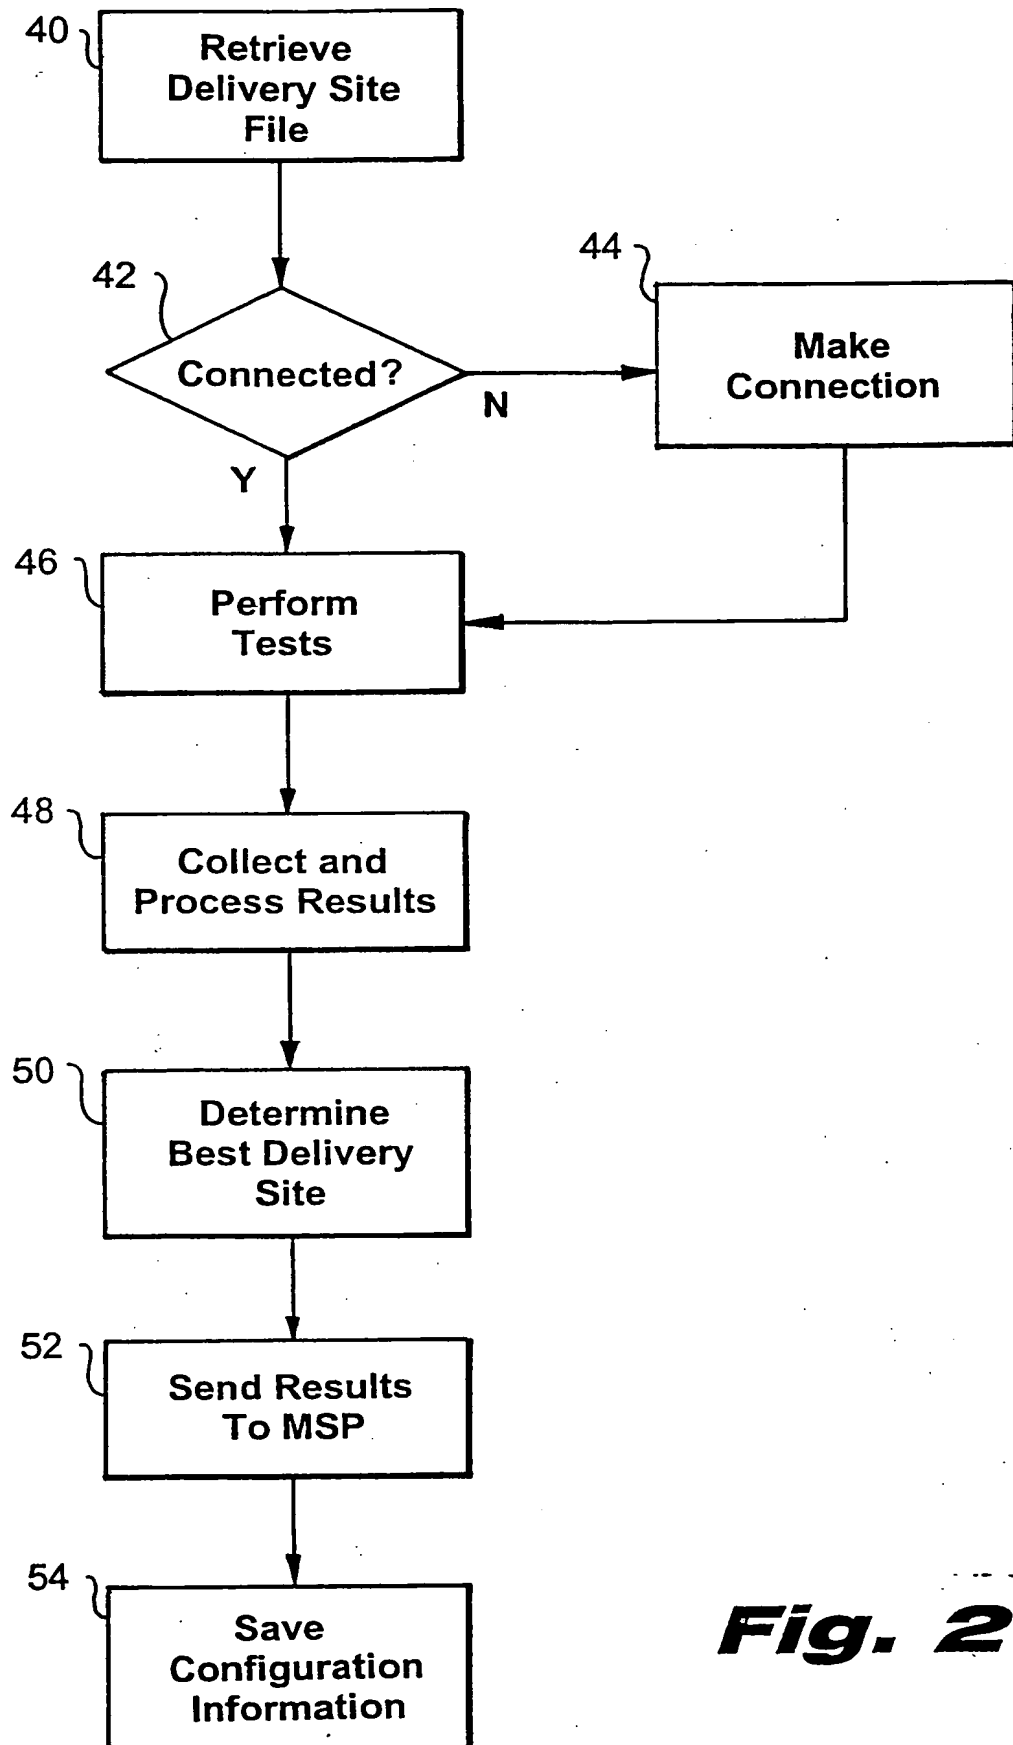 40
Retrieve
Delivery Site
File
42
Connected?
N
Y
44
Make
Connection
46
Perform
Tests
48
Collect and
Process Results
50
Determine
Best Delivery
Site
52
Send Results
To MSP
54
Save
Configuration
Information
Fig. 2